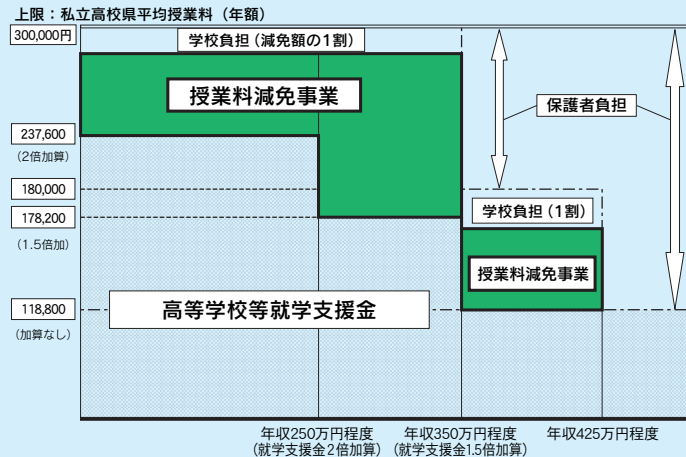 上限：私立高校県平均授業料（年額）
300,000円
学校負担（減免額の1割）
授業料減免事業
保護者負担
237,600
（2倍加算）
180,000
178,200
（1.5倍加）
学校負担（1割）
授業料減免事業
118,800
（加算なし）
高等学校等就学支援金
年収250万円程度
（就学支援金2倍加算）
年収350万円程度
（就学支援金1.5倍加算）
年収425万円程度